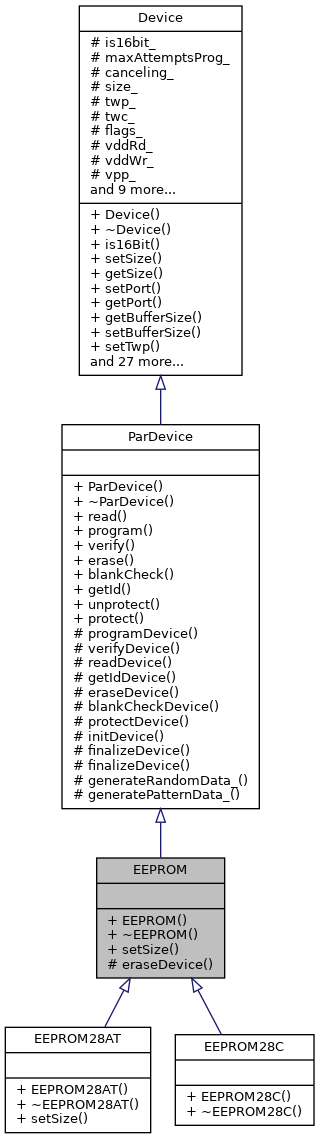 Device
# is16bit_
# maxAttemptsProg_
# canceling_
# size_
# twp_
# twc_
# flags_
# vddRd_
# vddWr_
# vpp_
and 9 more...
+ Device()
+ ~Device()
+ is16Bit()
+ setSize()
+ getSize()
+ setPort()
+ getPort()
+ getBufferSize()
+ setBufferSize()
+ setTwp()
and 27 more...
ParDevice
+ ParDevice()
+ ~ParDevice()
+ read()
+ program()
+ verify()
+ erase()
+ blankCheck()
+ getId()
+ unprotect()
+ protect()
# programDevice()
# verifyDevice()
# readDevice()
# getIdDevice()
# eraseDevice()
# blankCheckDevice()
# protectDevice()
# initDevice()
# finalizeDevice()
# finalizeDevice()
# generateRandomData_()
# generatePatternData_()
EEPROM
+ EEPROM()
+ ~EEPROM()
+ setSize()
# eraseDevice()
EEPROM28AT
+ EEPROM28AT()
+ ~EEPROM28AT()
+ setSize()
EEPROM28C
+ EEPROM28C()
+ ~EEPROM28C()